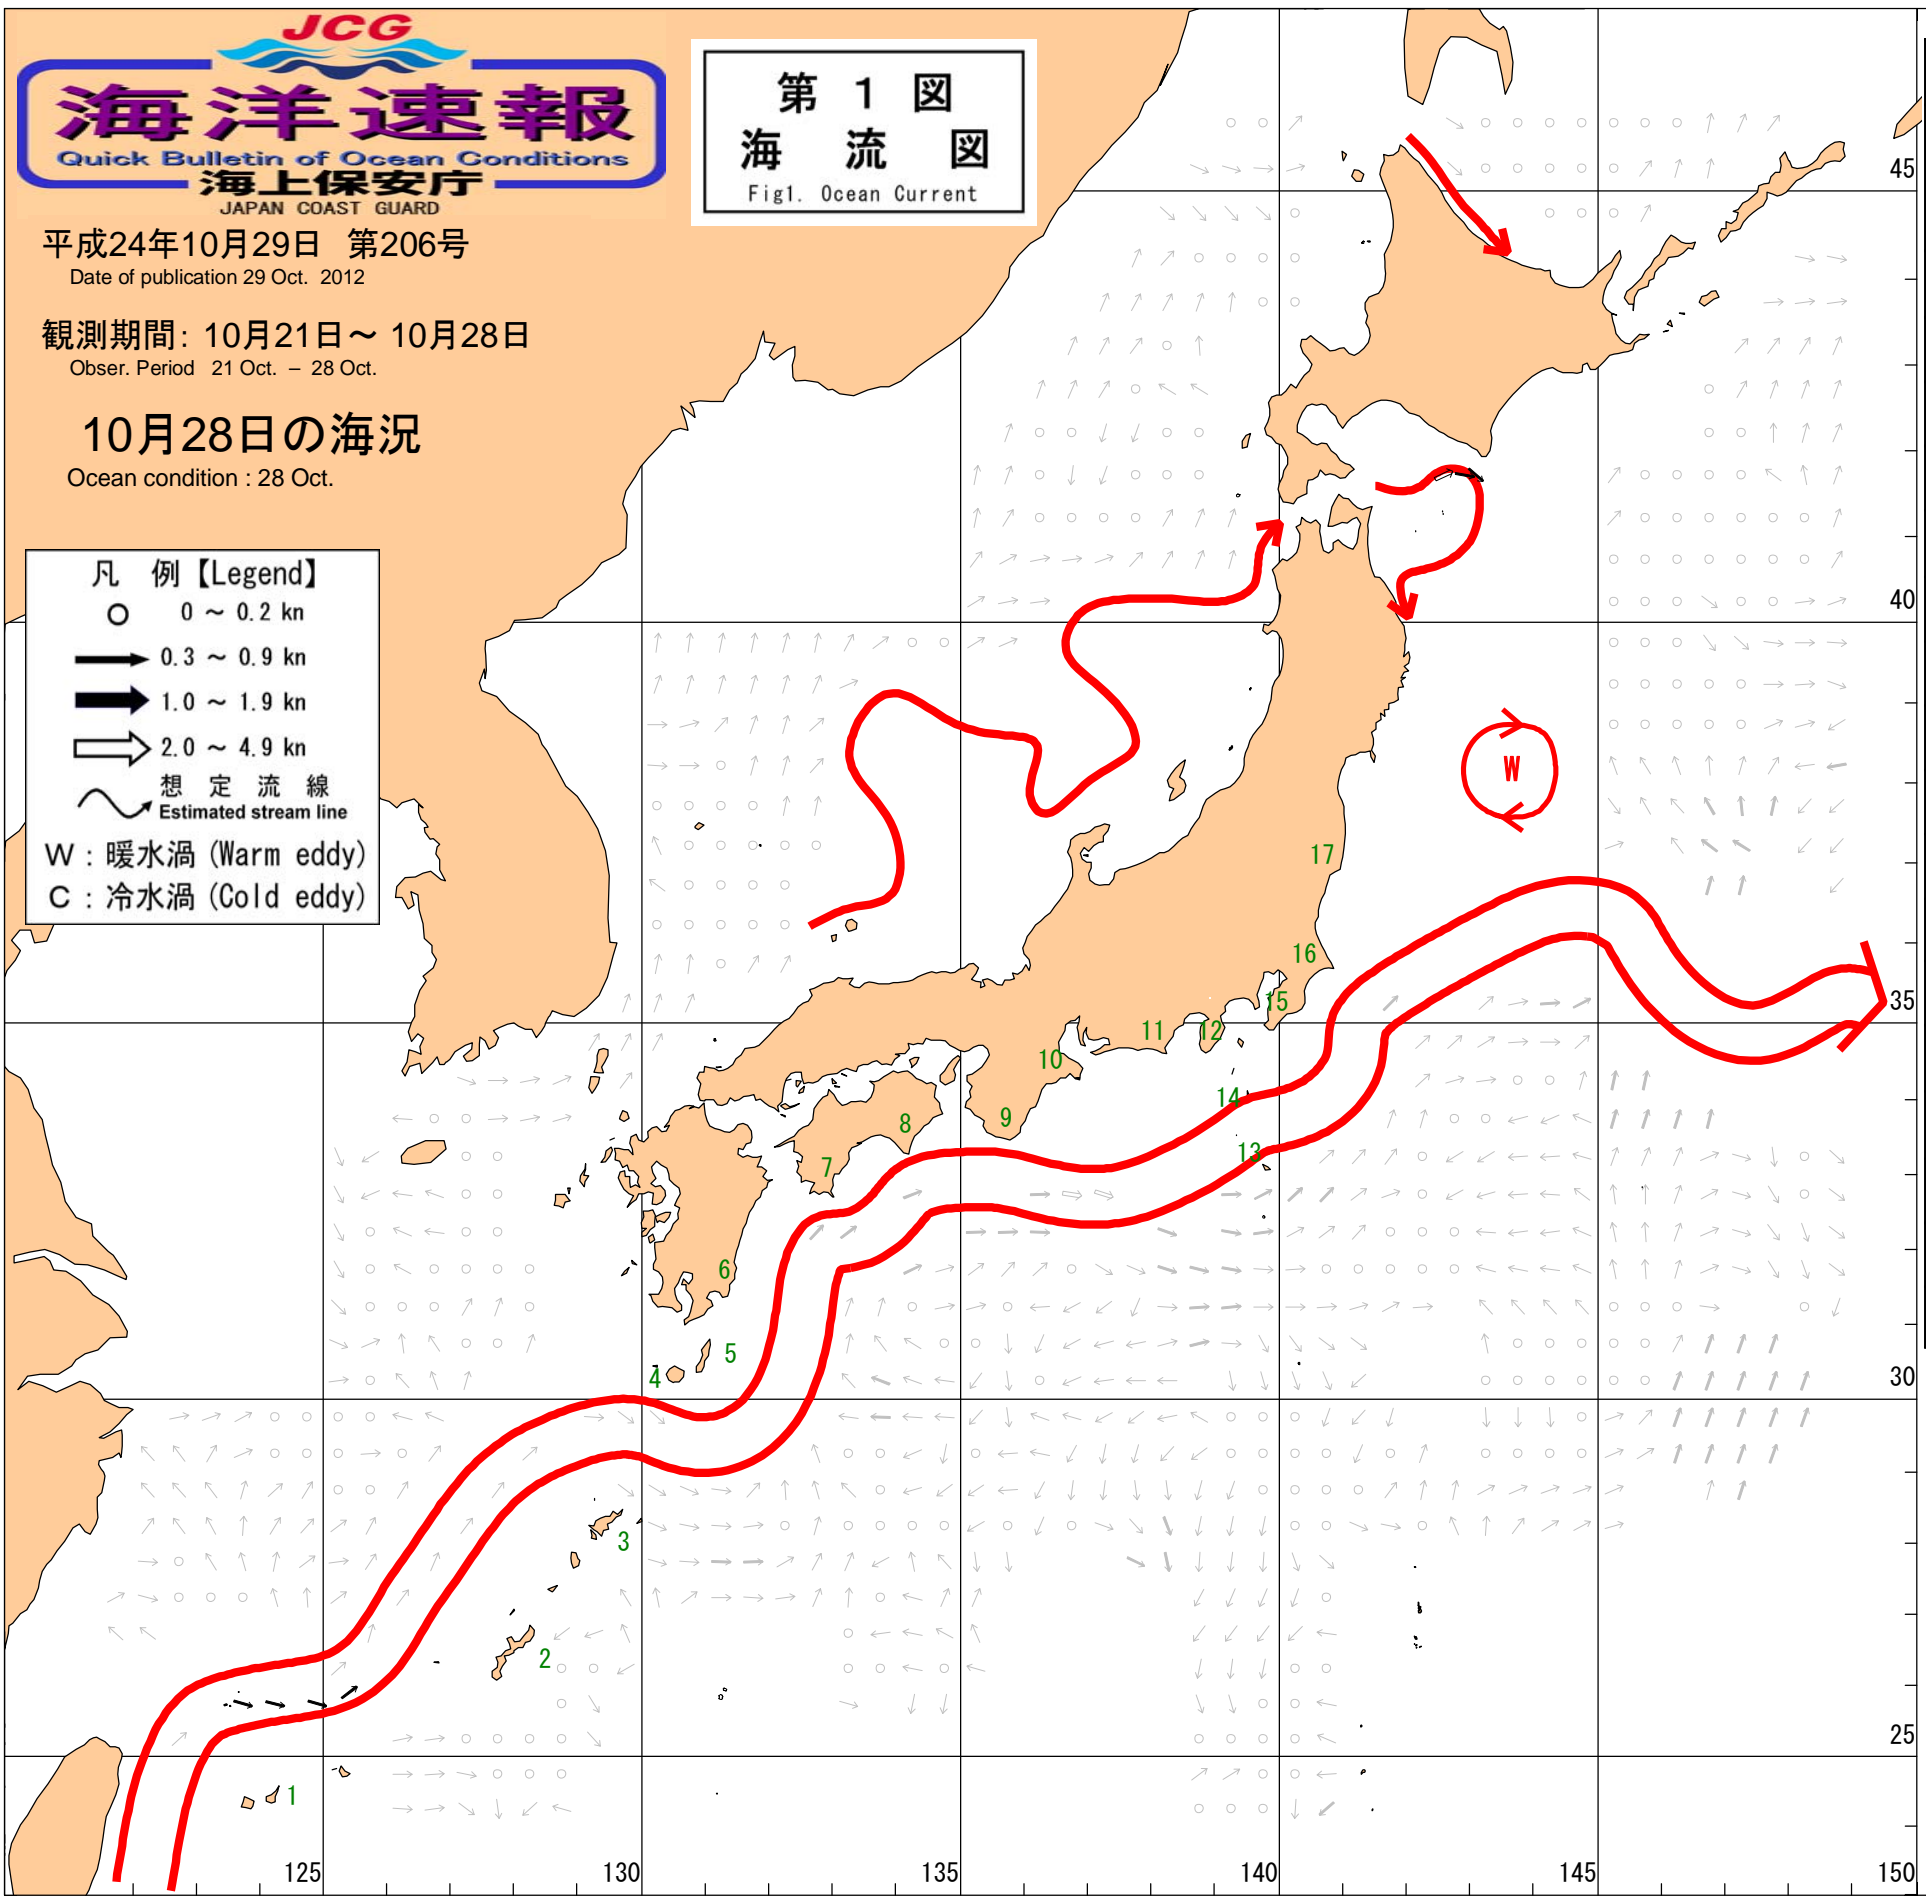 JCG
海洋速報
Quick Bulletin of Ocean Conditions
海上保安庁
JAPAN COAST GUARD
第 1 図
海 流 図
Fig1. Ocean Current
平成24年10月29日 第206号
Date of publication 29 Oct. 2012
観測期間: 10月21日～ 10月28日
Obser. Period 21 Oct. – 28 Oct.
10月28日の海況
Ocean condition : 28 Oct.
凡 例【Legend】
0 ～ 0.2 kn
0.3 ～ 0.9 kn
1.0 ～ 1.9 kn
2.0 ～ 4.9 kn
想 定 流 線
Estimated stream line
W : 暖水渦 (Warm eddy)
C : 冷水渦 (Cold eddy)
45
40
W
17
16
35
15
14
13
12
11
10
9
8
7
6
5
4
30
3
2
25
1
125
130
135
140
145
150